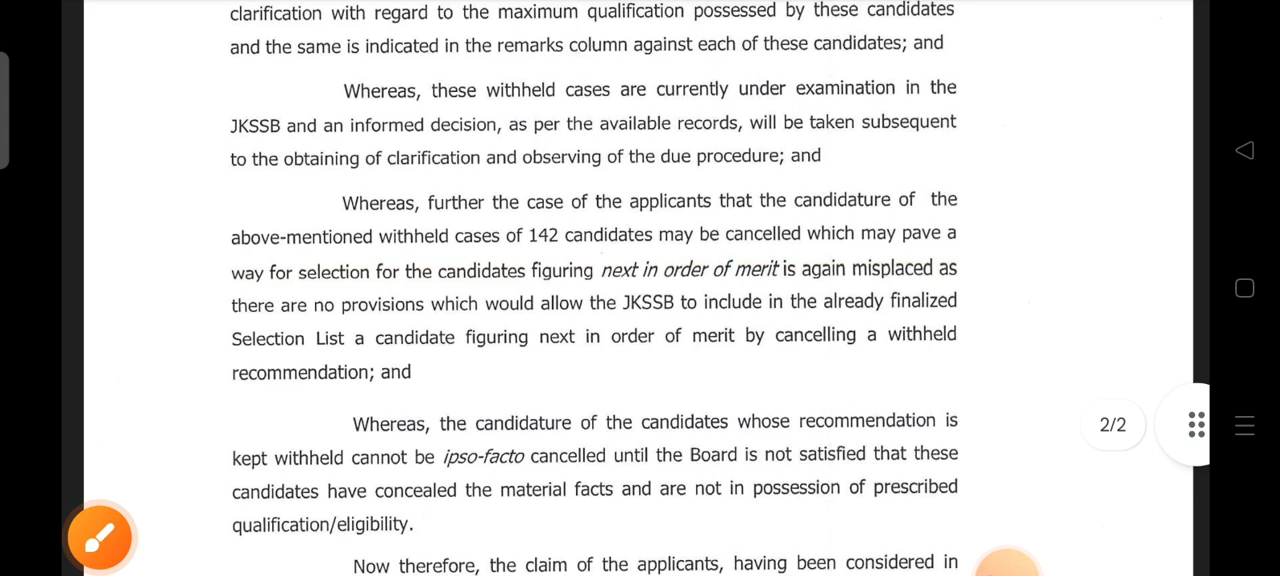 clarification with regard to the maximum qualification possessed by these candidates
and the same is indicated in the remarks column against each of these candidates; and
Whereas, these withheld cases are currently under examination in the
JKSSB and an informed decision, as per the available records, will be taken subsequent
to the obtaining of clarification and observing of the due procedure; and
Whereas, further the case of the applicants that the candidature of the
above-mentioned withheld cases of 142 candidates may be cancelled which may pave a
way for selection for the candidates figuring next in order of merit is again misplaced as
there are no provisions which would allow the JKSSB to include in the already finalized
Selection List a candidate figuring next in order of merit by cancelling a withheld
recommendation; and
Whereas, the candidature of the candidates whose recommendation is
kept withheld cannot be ipso-facto cancelled until the Board is not satisfied that these
candidates have concealed the material facts and are not in possession of prescribed
qualification/eligibility.
Now therefore, the claim of the applicants, having been considered in
2/2